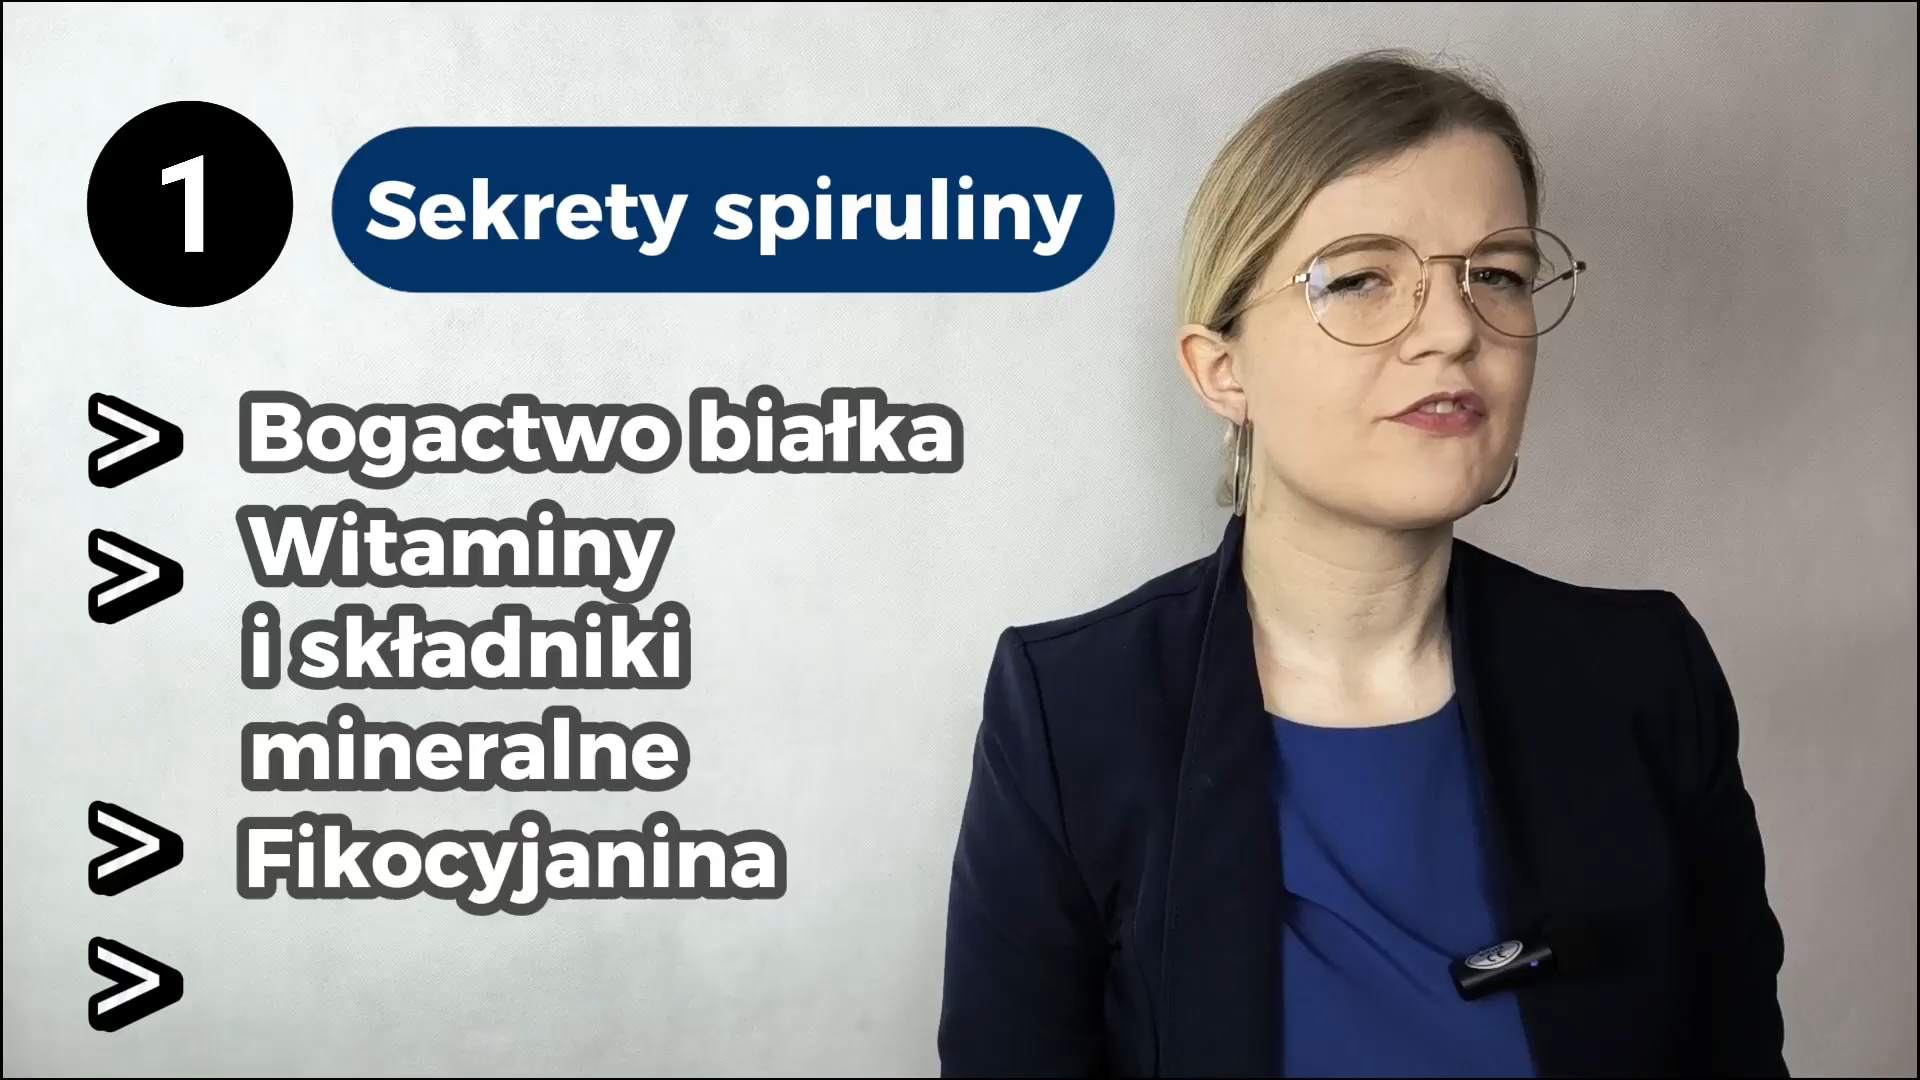 1
Sekrety spiruliny
> Bogactwo białka
> Witaminy
i składniki
mineralne
> Fikocyjanina
>